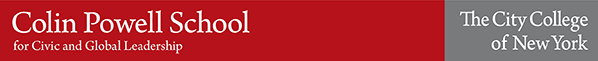 Colin Powell School
for Civic and Global Leadership
The City College
of New York